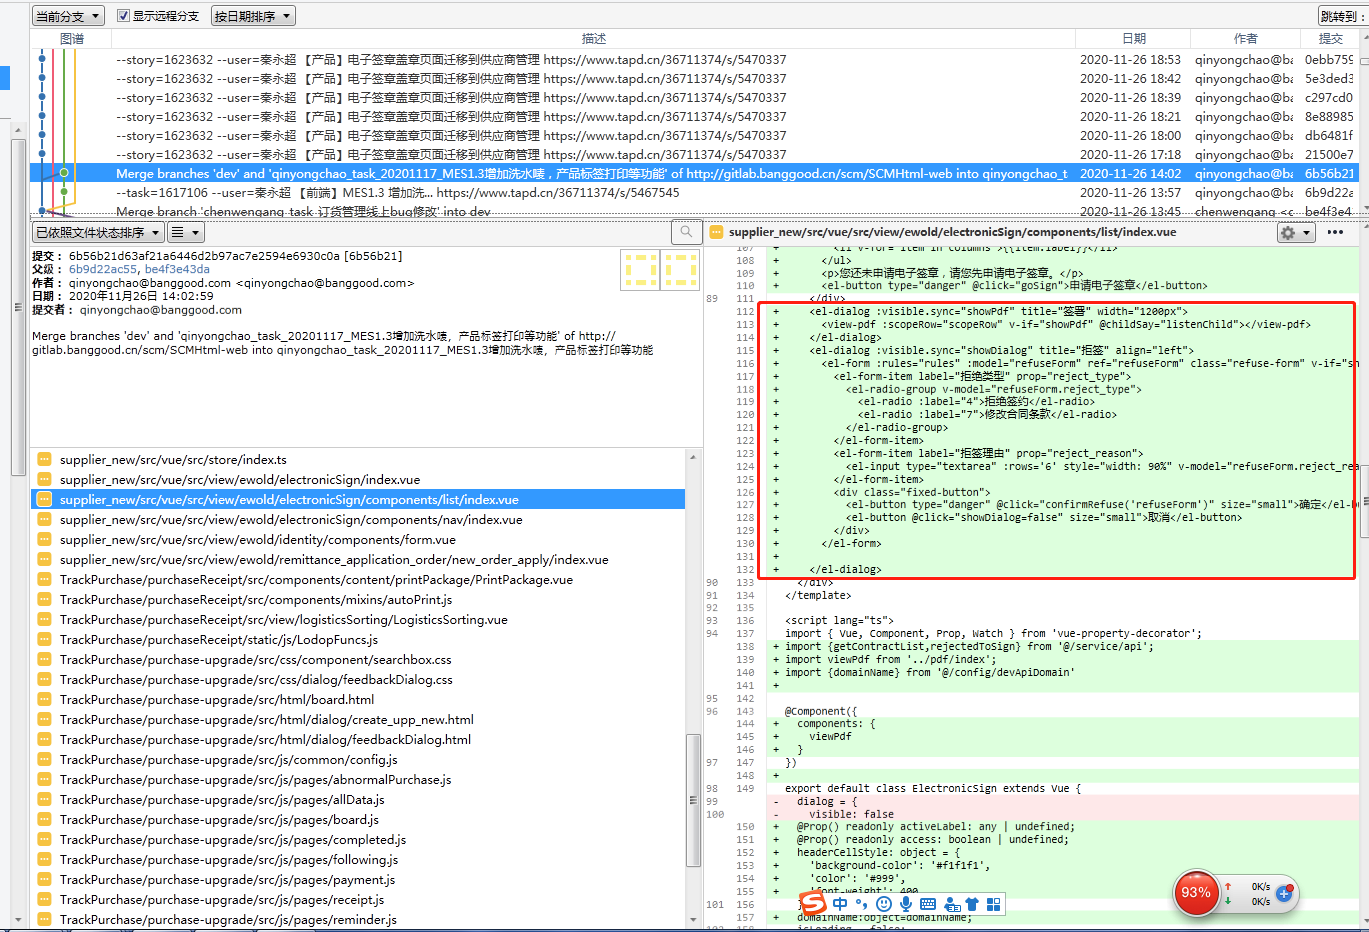 当前分支
显示远程分支
按日期排序
跳转到：
图谱 描述 日期 作者 提交
--story=1623632 --user=秦永超 【产品】电子签章盖章页面迁移到供应商管理 https://www.tapd.cn/36711374/s/5470337 2020-11-26 18:53 qinyongchao@ba 0ebb759
--story=1623632 --user=秦永超 【产品】电子签章盖章页面迁移到供应商管理 https://www.tapd.cn/36711374/s/5470337 2020-11-26 18:42 qinyongchao@ba 5e3ded3
--story=1623632 --user=秦永超 【产品】电子签章盖章页面迁移到供应商管理 https://www.tapd.cn/36711374/s/5470337 2020-11-26 18:39 qinyongchao@ba c297cd0
--story=1623632 --user=秦永超 【产品】电子签章盖章页面迁移到供应商管理 https://www.tapd.cn/36711374/s/5470337 2020-11-26 18:21 qinyongchao@ba 8e88985
--story=1623632 --user=秦永超 【产品】电子签章盖章页面迁移到供应商管理 https://www.tapd.cn/36711374/s/5470337 2020-11-26 18:00 qinyongchao@ba db6481f
--story=1623632 --user=秦永超 【产品】电子签章盖章页面迁移到供应商管理 https://www.tapd.cn/36711374/s/5470337 2020-11-26 17:18 qinyongchao@ba 21500e7
Merge branches 'dev' and 'qinyongchao_task_20201117_MES1.3增加洗水唛，产品标签打印等功能' of http://gitlab.banggood.cn/scm/SCMHtml-web into qinyongchao_t 2020-11-26 14:02 qinyongchao@ba 6b56b21
--task=1617106 --user=秦永超 【前端】MES1.3 增加洗... https://www.tapd.cn/36711374/s/5467545 2020-11-26 13:57 qinyongchao@ba 6b9d22a
Merge branch 'chenwengang_task_订货管理线上bug修改' into dev 2020-11-26 13:45 chenwengang <c be4f3e4
已依照文件状态排序
提交： 6b56b21d63af21a6446d2b97ac7e2594e6930c0a [6b56b21]
父级： 6b9d22ac55, be4f3e43da
作者： qinyongchao@banggood.com <qinyongchao@banggood.com>
日期： 2020年11月26日 14:02:59
提交者： qinyongchao@banggood.com
Merge branches 'dev' and 'qinyongchao_task_20201117_MES1.3增加洗水唛，产品标签打印等功能' of http://
gitlab.banggood.cn/scm/SCMHtml-web into qinyongchao_task_20201117_MES1.3增加洗水唛，产品标签打印等功能
supplier_new/src/vue/src/store/index.ts
supplier_new/src/vue/src/view/ewold/electronicSign/index.vue
supplier_new/src/vue/src/view/ewold/electronicSign/components/list/index.vue
supplier_new/src/vue/src/view/ewold/electronicSign/components/nav/index.vue
supplier_new/src/vue/src/view/ewold/identity/components/form.vue
supplier_new/src/vue/src/view/ewold/remittance_application_order/new_order_apply/index.vue
TrackPurchase/purchaseReceipt/src/components/content/printPackage/PrintPackage.vue
TrackPurchase/purchaseReceipt/src/components/mixins/autoPrint.js
TrackPurchase/purchaseReceipt/src/view/logisticsSorting/LogisticsSorting.vue
TrackPurchase/purchaseReceipt/static/js/LodopFuncs.js
TrackPurchase/purchase-upgrade/src/css/component/searchbox.css
TrackPurchase/purchase-upgrade/src/css/dialog/feedbackDialog.css
TrackPurchase/purchase-upgrade/src/html/board.html
TrackPurchase/purchase-upgrade/src/html/dialog/create_upp_new.html
TrackPurchase/purchase-upgrade/src/html/dialog/feedbackDialog.html
TrackPurchase/purchase-upgrade/src/js/common/config.js
TrackPurchase/purchase-upgrade/src/js/pages/abnormalPurchase.js
TrackPurchase/purchase-upgrade/src/js/pages/allData.js
TrackPurchase/purchase-upgrade/src/js/pages/board.js
TrackPurchase/purchase-upgrade/src/js/pages/completed.js
TrackPurchase/purchase-upgrade/src/js/pages/following.js
TrackPurchase/purchase-upgrade/src/js/pages/payment.js
TrackPurchase/purchase-upgrade/src/js/pages/receipt.js
TrackPurchase/purchase-upgrade/src/js/pages/reminder.js
supplier_new/src/vue/src/view/ewold/electronicSign/components/list/index.vue
107 + <li v-for="item in columns">{{item.label}}</li>
108 + </ul>
109 + <p>您还未申请电子签章，请您先申请电子签章。</p>
110 + <el-button type="danger" @click="goSign">申请电子签章</el-button>
89 111 </div>
112 + <el-dialog :visible.sync="showPdf" title="签署" width="1200px">
113 + <view-pdf :scopeRow="scopeRow" v-if="showPdf" @childSay="listenChild"></view-pdf>
114 + </el-dialog>
115 + <el-dialog :visible.sync="showDialog" title="拒签" align="left">
116 + <el-form :rules="rules" :model="refuseForm" ref="refuseForm" class="refuse-form" v-if="sh
117 + <el-form-item label="拒绝类型" prop="reject_type">
118 + <el-radio-group v-model="refuseForm.reject_type">
119 + <el-radio :label="4">拒绝签约</el-radio>
120 + <el-radio :label="7">修改合同条款</el-radio>
121 + </el-radio-group>
122 + </el-form-item>
123 + <el-form-item label="拒签理由" prop="reject_reason">
124 + <el-input type="textarea" :rows='6' style="width: 90%" v-model="refuseForm.reject_rea
125 + </el-form-item>
126 + <div class="fixed-button">
127 + <el-button type="danger" @click="confirmRefuse('refuseForm')" size="small">确定</el-b
128 + <el-button @click="showDialog=false" size="small">取消</el-button>
129 + </div>
130 + </el-form>
131 +
132 + </el-dialog>
90 133 </div>
91 134 </template>
92 135
93 136 <script lang="ts">
94 137 import { Vue, Component, Prop, Watch } from 'vue-property-decorator';
138 + import {getContractList,rejectedToSign} from '@/service/api';
139 + import viewPdf from '../pdf/index';
140 + import {domainName} from '@/config/devApiDomain'
141 +
95 142
96 143 @Component({
144 + components: {
145 + viewPdf
146 + }
97 147 })
148 +
98 149 export default class ElectronicSign extends Vue {
99 - dialog = {
100 - visible: false
150 + @Prop() readonly activeLabel: any | undefined;
151 + @Prop() readonly access: boolean | undefined;
152 + headerCellStyle: object = {
153 + 'background-color': '#f1f1f1',
154 + 'color': '#999',
155 + 'font-weight': 400
101 156
157 + domainName:object=domainName;
102 158 isLoading = false;
中
93%
0K/s
0K/s